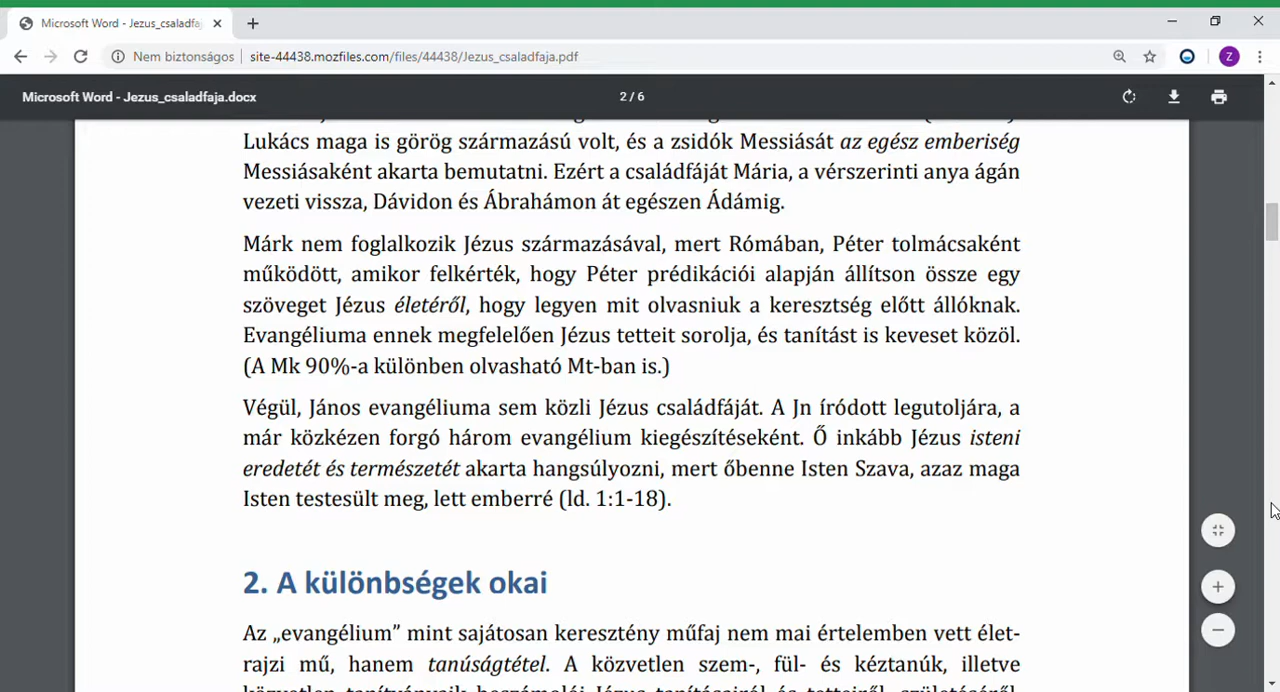 Microsoft Word - Jezus_csaladfaj
Nem biztonságos
site-44438.mozfiles.com/files/44438/Jezus_csaladfaja.pdf
Z
Microsoft Word - Jezus_csaladfaja.docx
2 / 6
Lukács maga is görög származású volt, és a zsidók Messiását az egész emberiség
Messiásaként akarta bemutatni. Ezért a családfáját Mária, a vérszerinti anya ágán
vezeti vissza, Dávidon és Ábrahámon át egészen Ádámig.
Márk nem foglalkozik Jézus származásával, mert Rómában, Péter tolmácsaként
működött, amikor felkérték, hogy Péter prédikációi alapján állítson össze egy
szöveget Jézus életéről, hogy legyen mit olvasniuk a keresztség előtt állóknak.
Evangéliuma ennek megfelelően Jézus tetteit sorolja, és tanítást is keveset közöl.
(A Mk 90%-a különben olvasható Mt-ban is.)
Végül, János evangéliuma sem közli Jézus családfáját. A Jn íródott legutoljára, a
már közkézen forgó három evangélium kiegészítéseként. Ő inkább Jézus isteni
eredetét és természetét akarta hangsúlyozni, mert őbenne Isten Szava, azaz maga
Isten testesült meg, lett emberré (ld. 1:1-18).
2. A különbségek okai
Az „evangélium” mint sajátosan keresztény műfaj nem mai értelemben vett élet-
rajzi mű, hanem tanúságtétel. A közvetlen szem-, fül- és kéztanúk, illetve